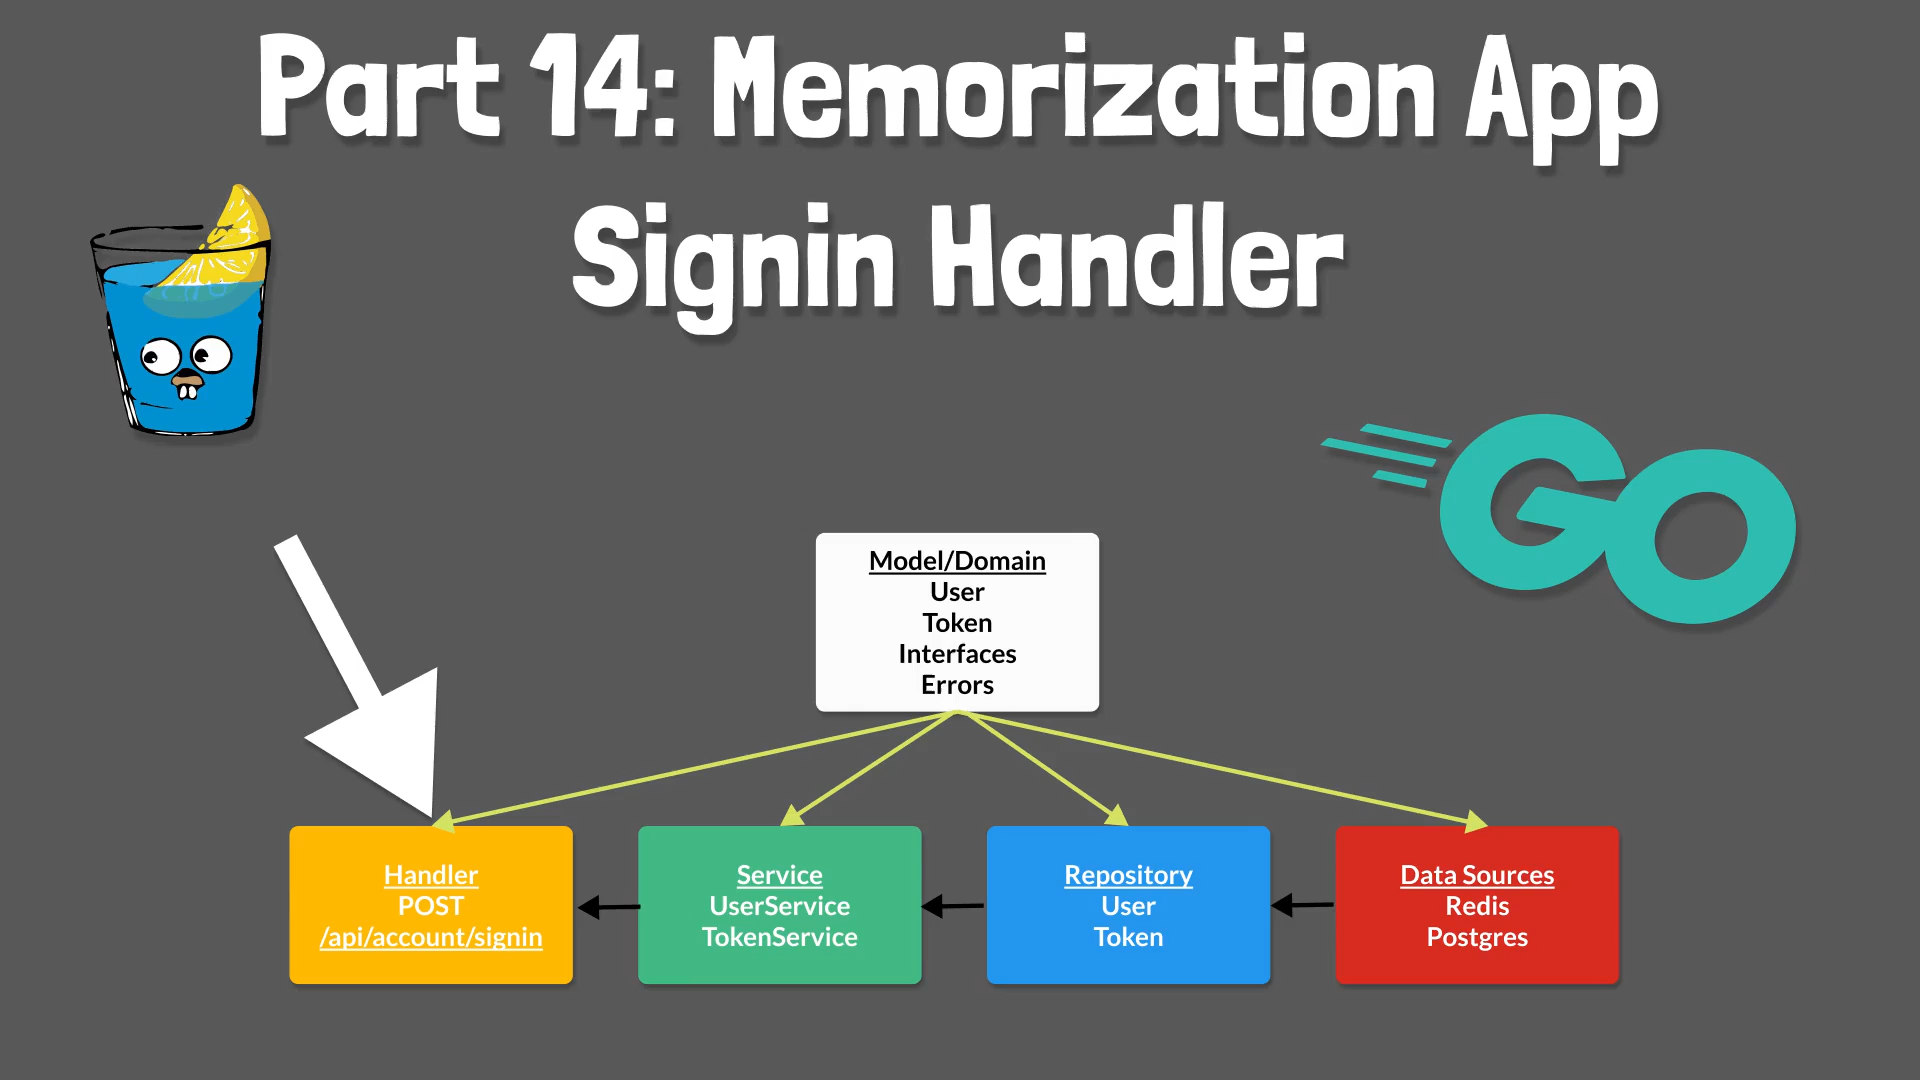 Part 14: Memorization App
Signin Handler
GO
Model/Domain
User
Token
Interfaces
Errors
Handler
POST
/api/account/signin
Service
UserService
TokenService
Repository
User
Token
Data Sources
Redis
Postgres